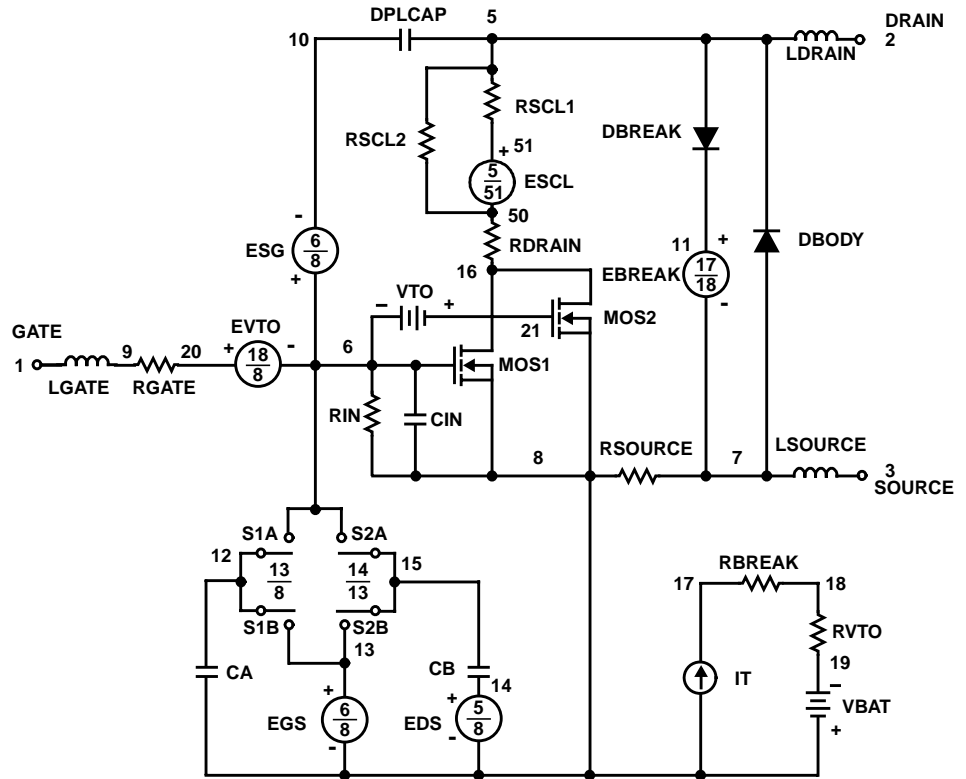 DPLCAP 5 DRAIN
10 2
LDRAIN
RSCL1
DBREAK
RSCL2
+ 51
5
51
ESCL
50
-
ESG
6
8
+
RDRAIN
11 +
EBREAK
17
18
-
DBODY
16
VTO
- +
21
MOS2
GATE
1
LGATE
9
RGATE
20
EVTO
+
18
8
-
6
MOS1
RIN
CIN
8
RSOURCE
7
LSOURCE
3
SOURCE
S1A S2A
12
13
8
14
13
15
S1B S2B
13
CA
CB
14
+
EGS
6
8
-
+
EDS
5
8
-
RBREAK
17 18
RVTO
19
IT
-
VBAT
+